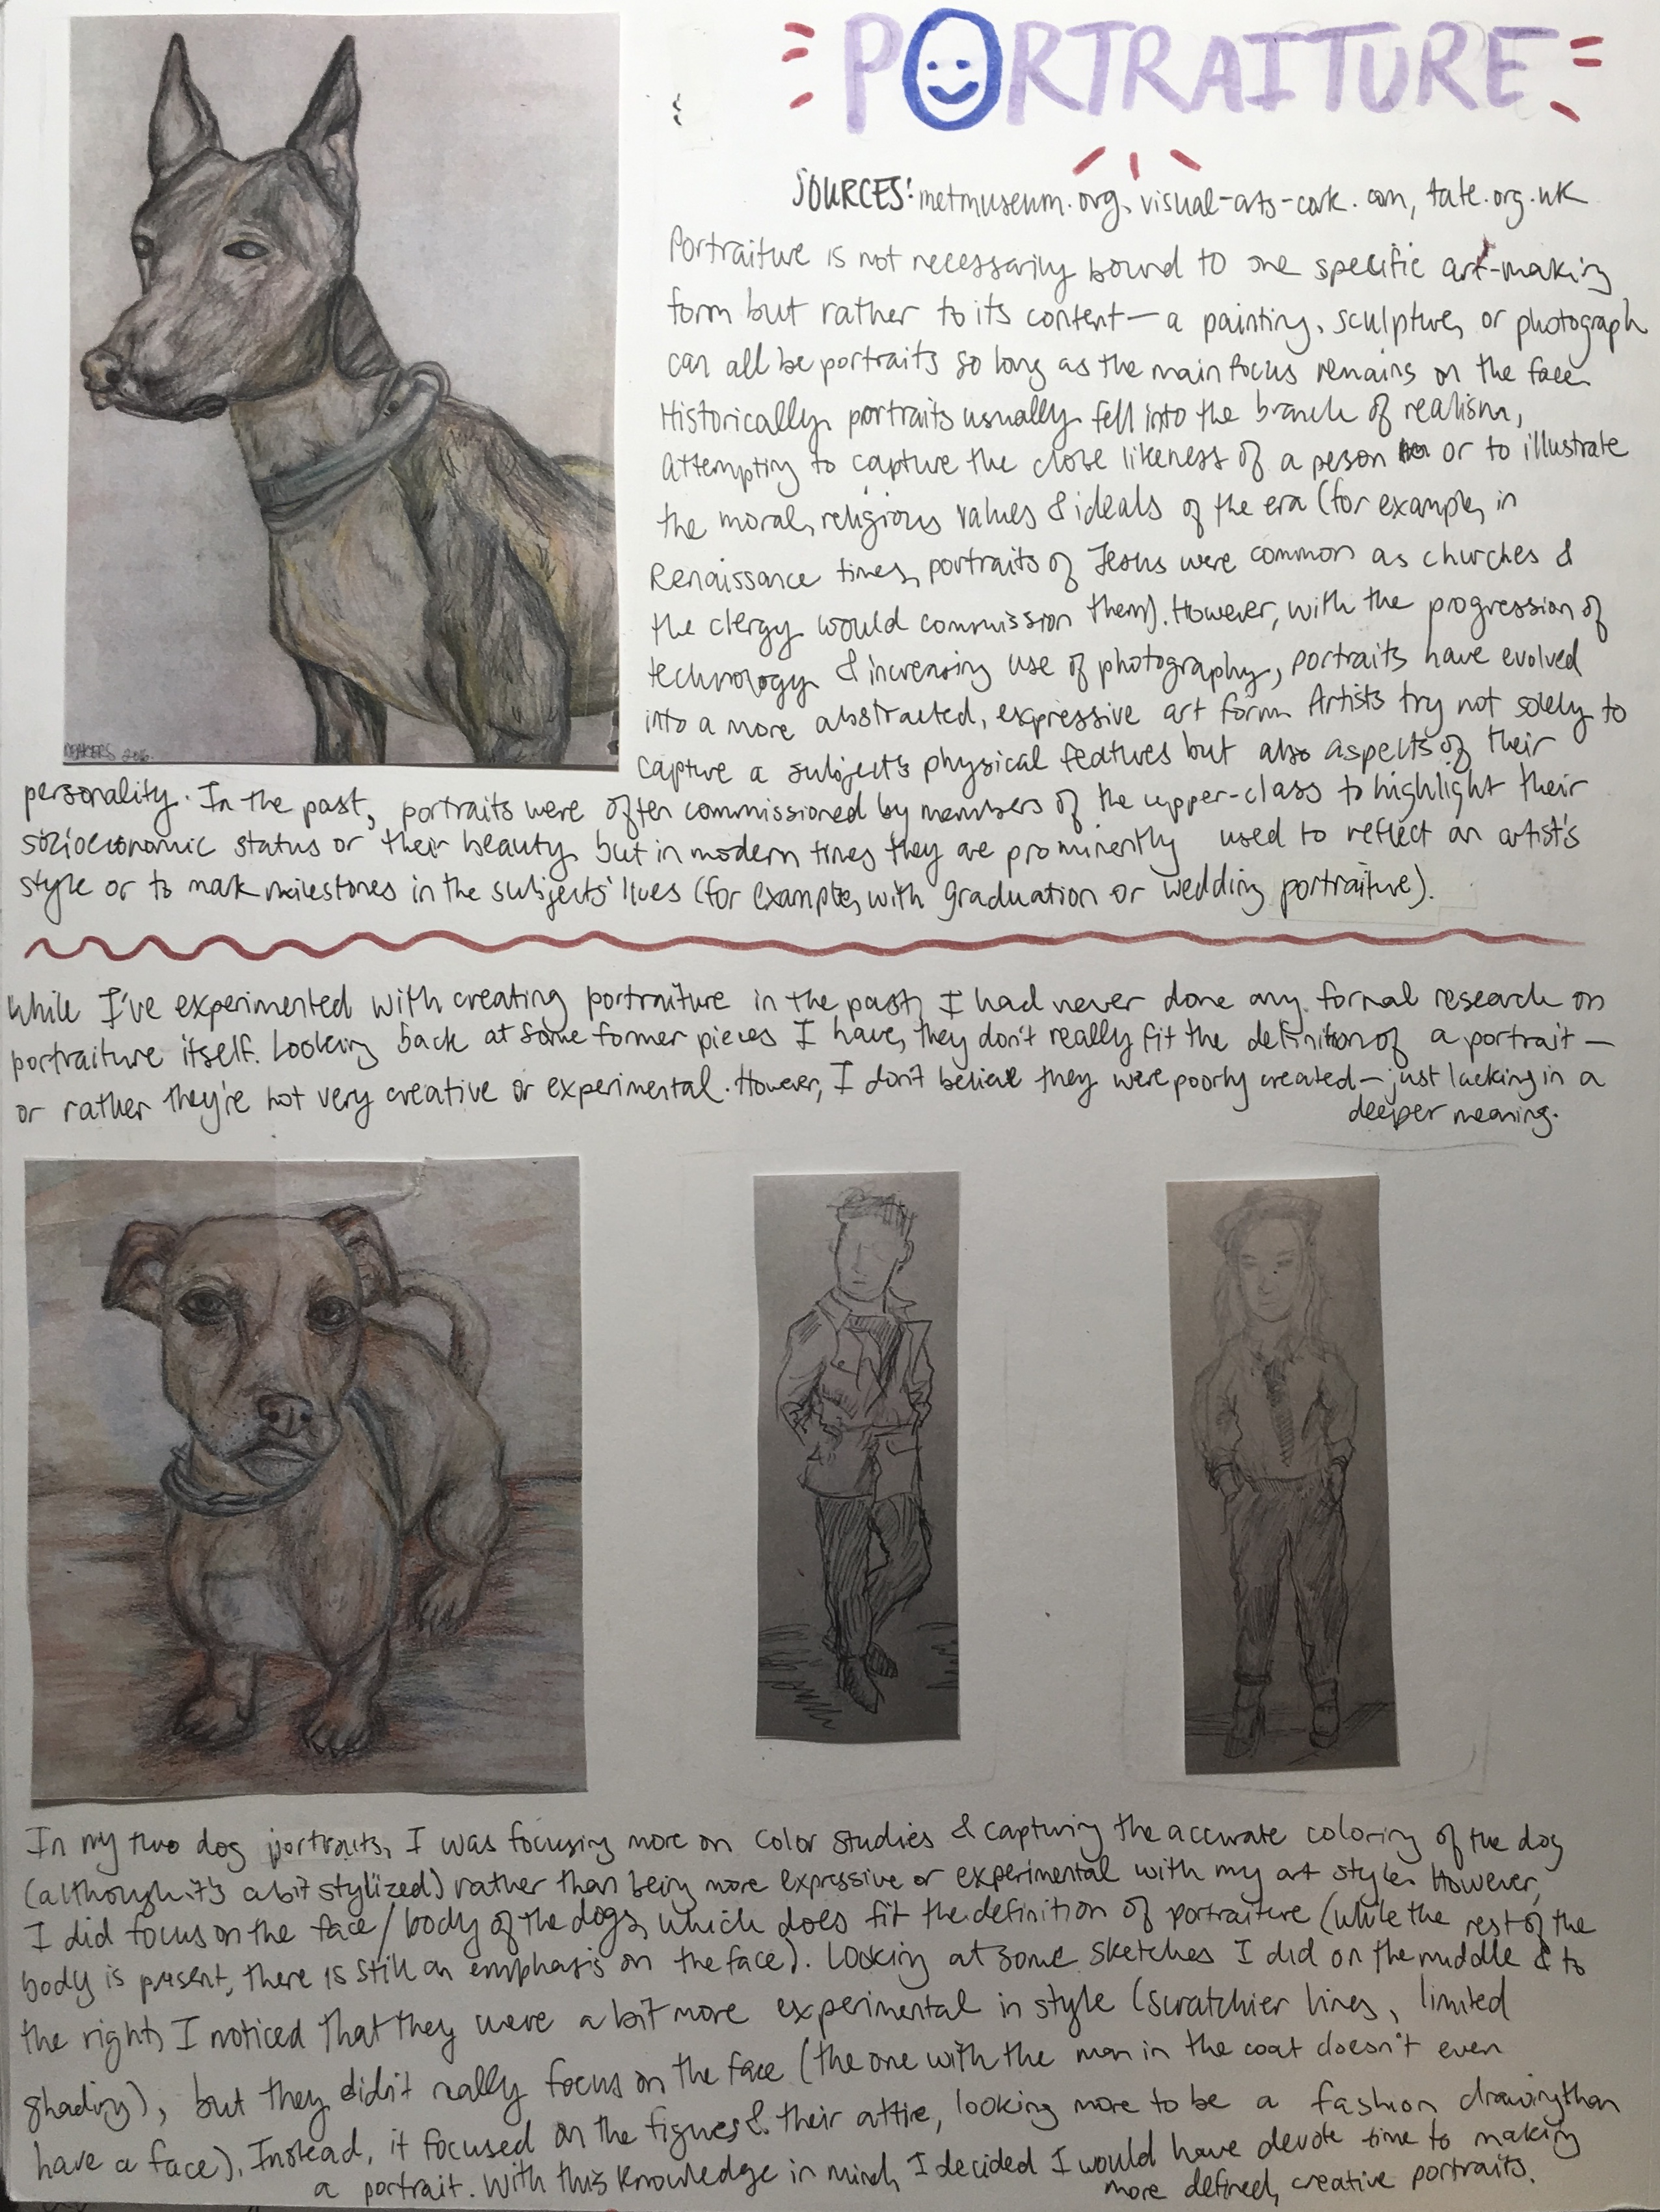 PORTRAITURE
SOURCES: metmuseum.org, visual-arts-cork.com, tate.org.uk
Portraiture is not necessarily bound to one specific art-making
form but rather to its content — a painting, sculpture, or photograph
can all be portraits so long as the main focus remains on the face.
Historically, portraits usually fell into the branch of realism,
attempting to capture the close likeness of a person or to illustrate
the moral, religious values & ideals of the era (for example, in
Renaissance times, portraits of Jesus were common as churches &
the clergy would commission them). However, with the progression of
technology & increasing use of photography, portraits have evolved
into a more abstracted, expressive art form. Artists try not solely to
capture a subject's physical features but also aspects of their
personality. In the past, portraits were often commissioned by members of the upper-class to highlight their
socioeconomic status or their beauty, but in modern times they are prominently used to reflect an artist's
style or to mark milestones in the subjects' lives (for example, with graduation or wedding portraiture).
While I've experimented with creating portraiture in the past, I had never done any formal research on
portraiture itself. Looking back at some former pieces I have, they don't really fit the definition of a portrait —
or rather they're not very creative or experimental. However, I don't believe they were poorly created — just lacking in a
deeper meaning.
In my two dog portraits, I was focusing more on color studies & capturing the accurate coloring of the dog
(although it's a bit stylized) rather than being more expressive or experimental with my art style. However,
I did focus on the face/body of the dogs, which does fit the definition of portraiture (while the rest of the
body is present, there is still an emphasis on the face). Looking at some sketches I did on the middle & to
the right, I noticed that they were a bit more experimental in style (scratchier lines, limited
shading), but they didn't really focus on the face (the one with the man in the coat doesn't even
have a face). Instead, it focused on the figures & their attire, looking more to be a fashion drawing than
a portrait. With this knowledge in mind, I decided I would have devote time to making
more defined, creative portraits.